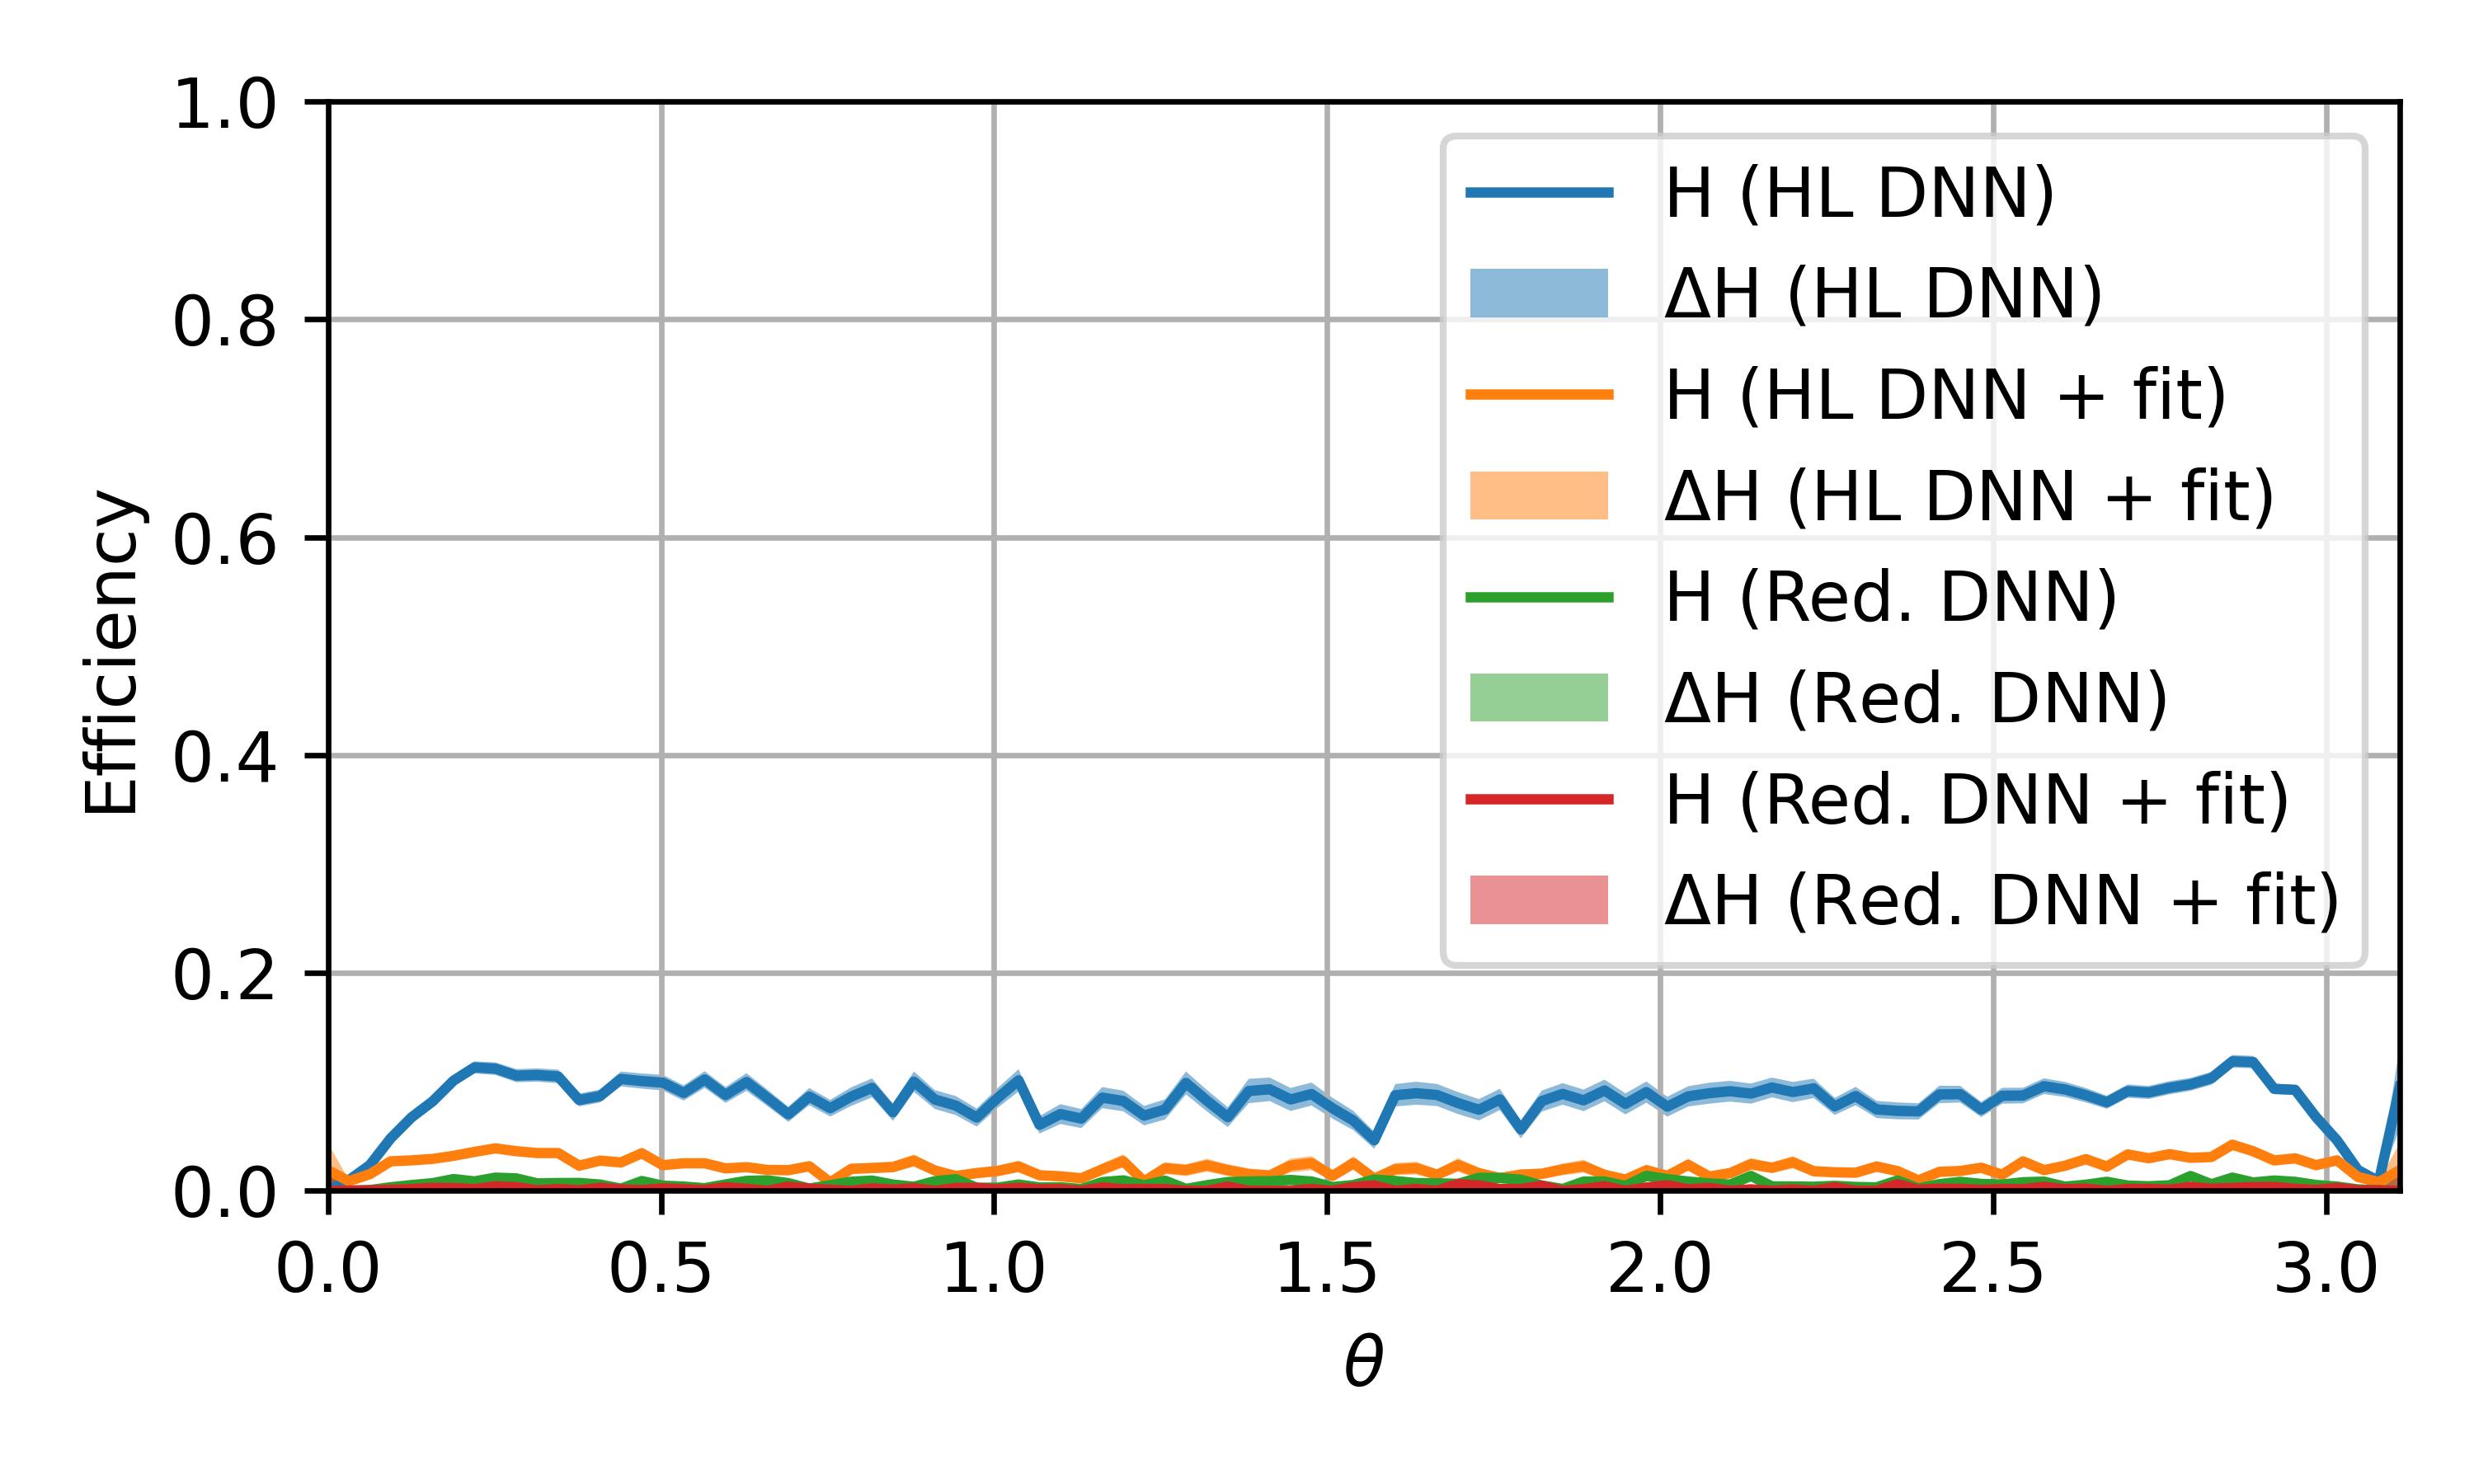 1.0
0.8
0.6
0.4
0.2
0.0
Efficiency
0.0 0.5 1.0 1.5 2.0 2.5 3.0
θ
H (HL DNN)
ΔH (HL DNN)
H (HL DNN + fit)
ΔH (HL DNN + fit)
H (Red. DNN)
ΔH (Red. DNN)
H (Red. DNN + fit)
ΔH (Red. DNN + fit)